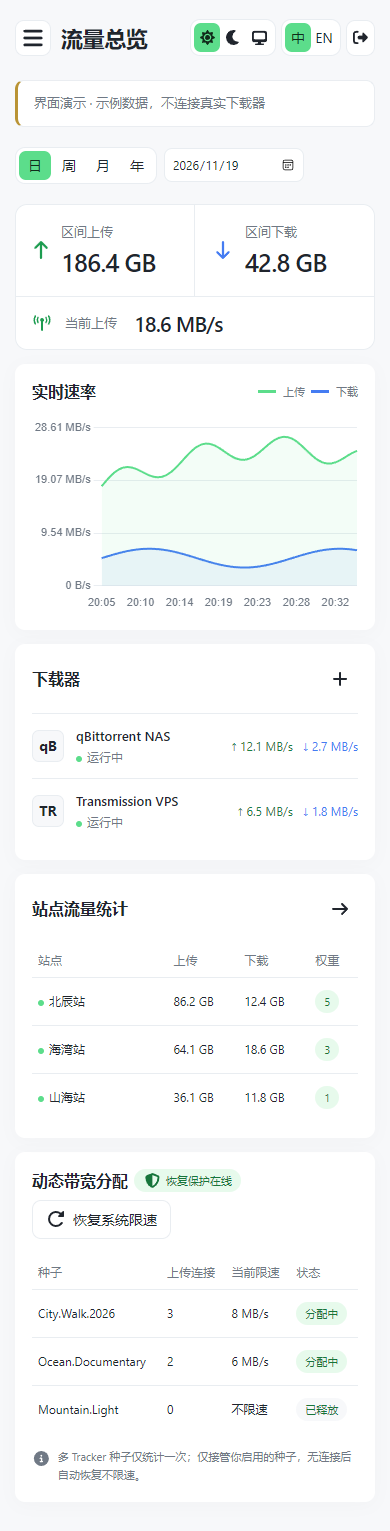 流量总览
中 EN
界面演示 · 示例数据，不连接真实下载器
日 周 月 年 2026/11/19
区间上传
186.4 GB
区间下载
42.8 GB
当前上传 18.6 MB/s
实时速率
上传 下载
28.61 MB/s
19.07 MB/s
9.54 MB/s
0 B/s
20:05 20:10 20:14 20:19 20:23 20:28 20:32
下载器
qB qBittorrent NAS
运行中
↑ 12.1 MB/s ↓ 2.7 MB/s
TR Transmission VPS
运行中
↑ 6.5 MB/s ↓ 1.8 MB/s
站点流量统计
站点 上传 下载 权重
北辰站 86.2 GB 12.4 GB 5
海湾站 64.1 GB 18.6 GB 3
山海站 36.1 GB 11.8 GB 1
动态带宽分配 恢复保护在线
恢复系统限速
种子 上传连接 当前限速 状态
City.Walk.2026 3 8 MB/s 分配中
Ocean.Documentary 2 6 MB/s 分配中
Mountain.Light 0 不限速 已释放
多 Tracker 种子仅统计一次；仅接管你启用的种子，无连接后
自动恢复不限速。